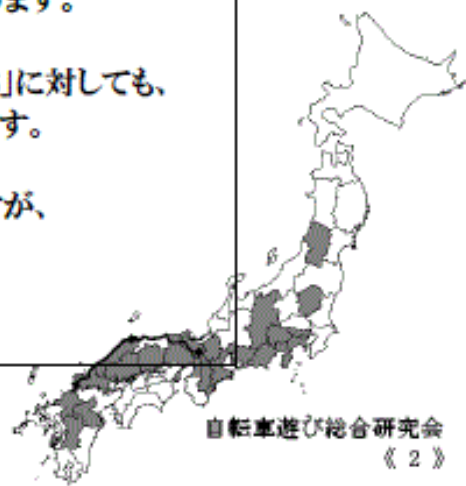 ます。
」に対しても、
す。
が、
自転車遊び総合研究会
《 2 》